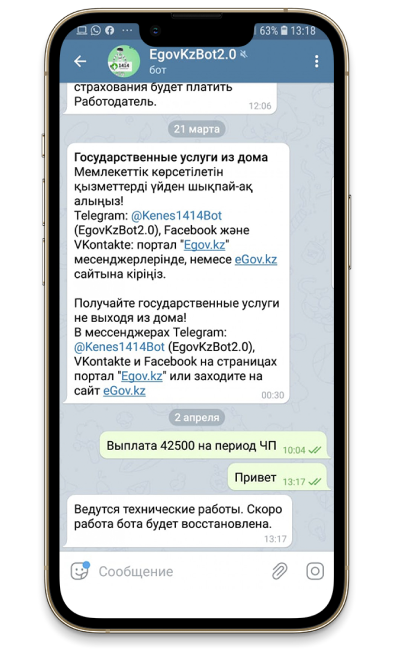 63% 13:18
1414
EgovKzBot2.0
бот
страхования будет платить
Работодатель.
12:06
21 марта
Государственные услуги из дома
Мемлекеттік көрсетілетін
қызметтерді үйден шықпай-ақ
алыңыз!
Telegram: @Kenes1414Bot
(EgovKzBot2.0), Facebook және
VKontakte: портал "Egov.kz"
месенджерлерінде, немесе eGov.kz
сайтына кіріңіз.
Получайте государственные услуги
не выходя из дома!
В мессенджерах Telegram:
@Kenes1414Bot (EgovKzBot2.0),
VKontakte и Facebook на страницах
портал "Egov.kz" или заходите на
сайт eGov.kz
00:30
2 апреля
Выплата 42500 на период ЧП 10:04
Привет 13:17
Ведутся технические работы. Скоро
работа бота будет восстановлена.
13:17
Сообщение